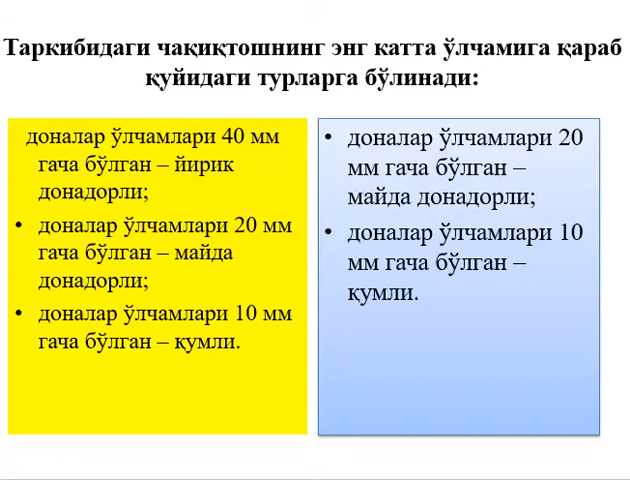 Таркибидаги чақиқтошнинг энг катта ўлчамига қараб
қуйидаги турларга бўлинади:
доналар ўлчамлари 40 мм
гача бўлган – йирик
донадорли;
• доналар ўлчамлари 20 мм
гача бўлган – майда
донадорли;
• доналар ўлчамлари 10 мм
гача бўлган – қумли.
• доналар ўлчамлари 20
мм гача бўлган –
майда донадорли;
• доналар ўлчамлари 10
мм гача бўлган –
қумли.